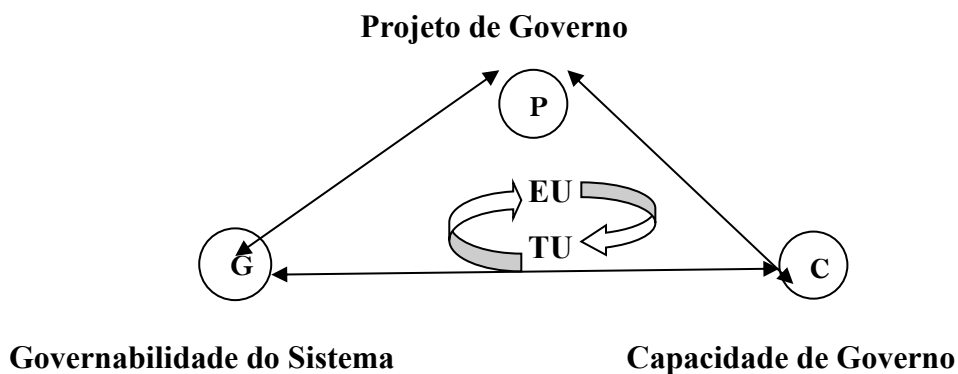 Projeto de Governo
P
EU
TU
G
C
Governabilidade do Sistema
Capacidade de Governo